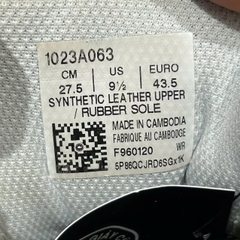 1023A063
CM US EURO
27.5 9½ 43.5
SYNTHETIC LEATHER UPPER
/ RUBBER SOLE
MADE IN CAMBODIA
FABRIQUE AU CAMBODGE
F960120 WR
5P86QCJRD6SGx1K